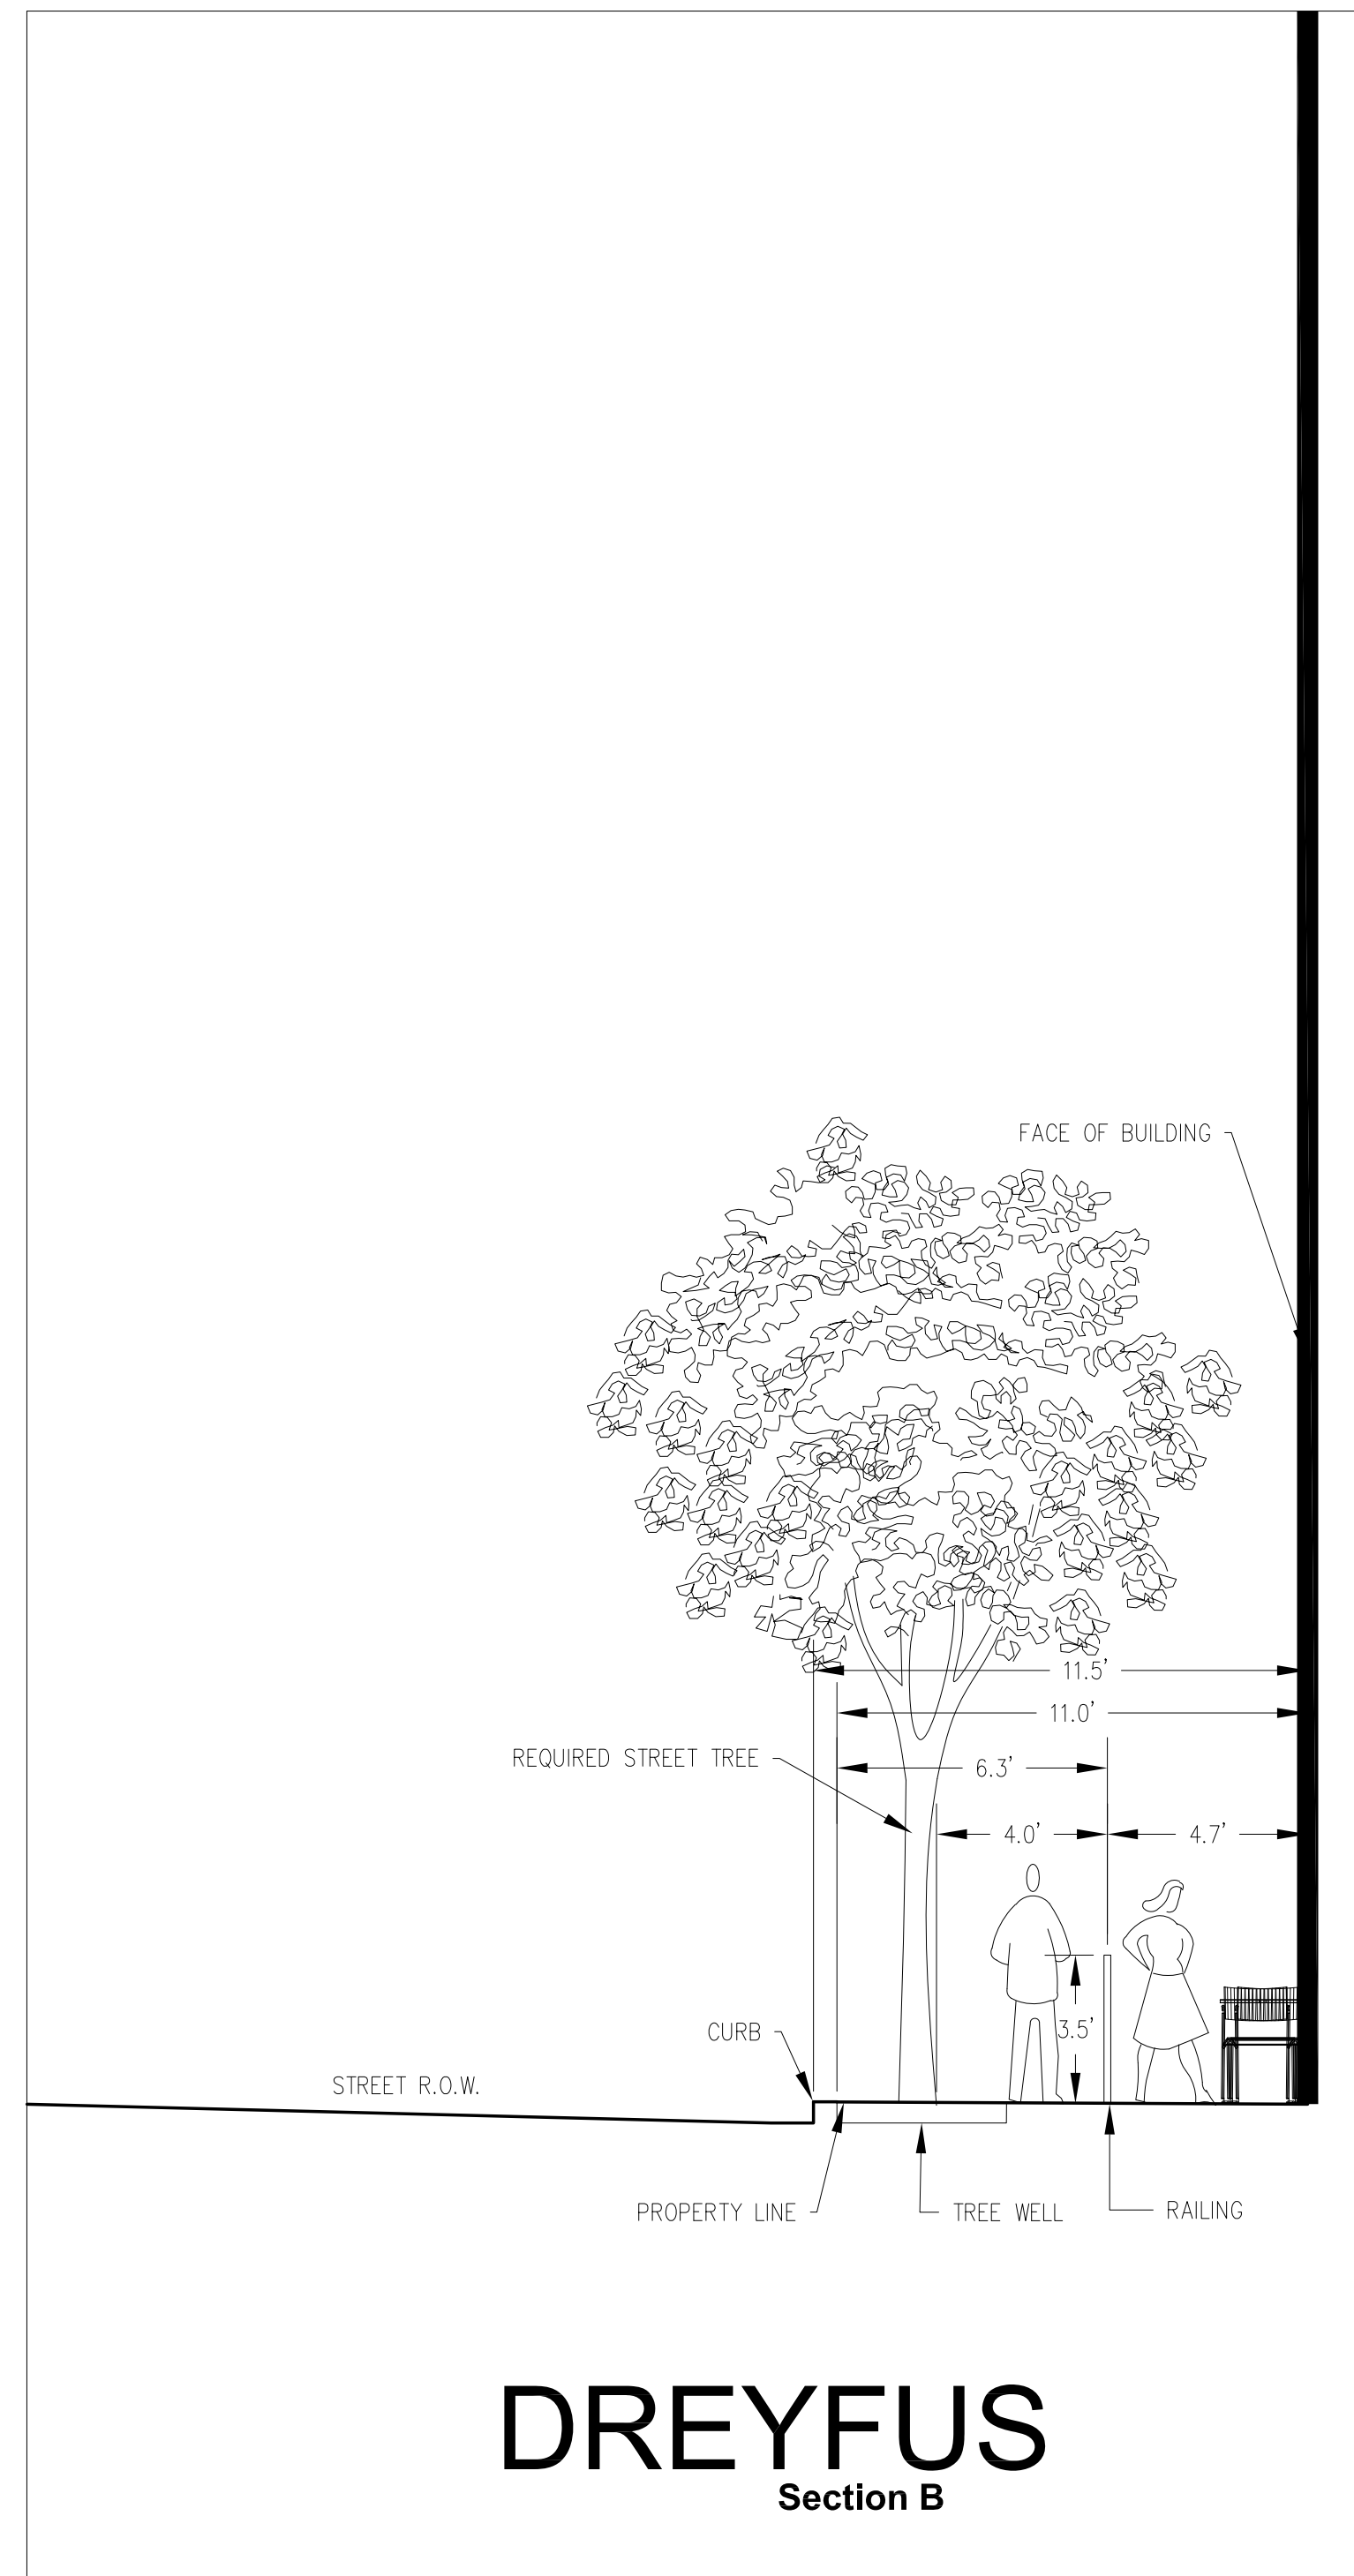 FACE OF BUILDING
11.5'
11.0'
REQUIRED STREET TREE
6.3'
4.0'
4.7'
3.5'
CURB
STREET R.O.W.
PROPERTY LINE
TREE WELL
RAILING
DREYFUS
Section B